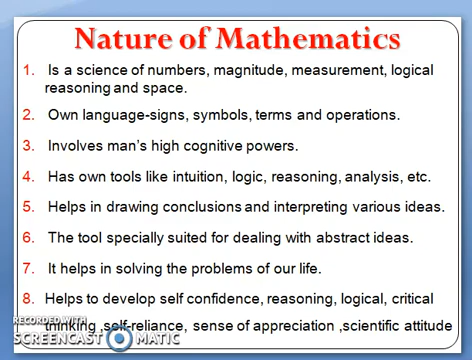 Nature of Mathematics
1. Is a science of numbers, magnitude, measurement, logical
reasoning and space.
2. Own language-signs, symbols, terms and operations.
3. Involves man's high cognitive powers.
4. Has own tools like intuition, logic, reasoning, analysis, etc.
5. Helps in drawing conclusions and interpreting various ideas.
6. The tool specially suited for dealing with abstract ideas.
7. It helps in solving the problems of our life.
8. Helps to develop self confidence, reasoning, logical, critical
thinking ,self-reliance, sense of appreciation ,scientific attitude
RECORDED WITH
SCREENCAST MATIC